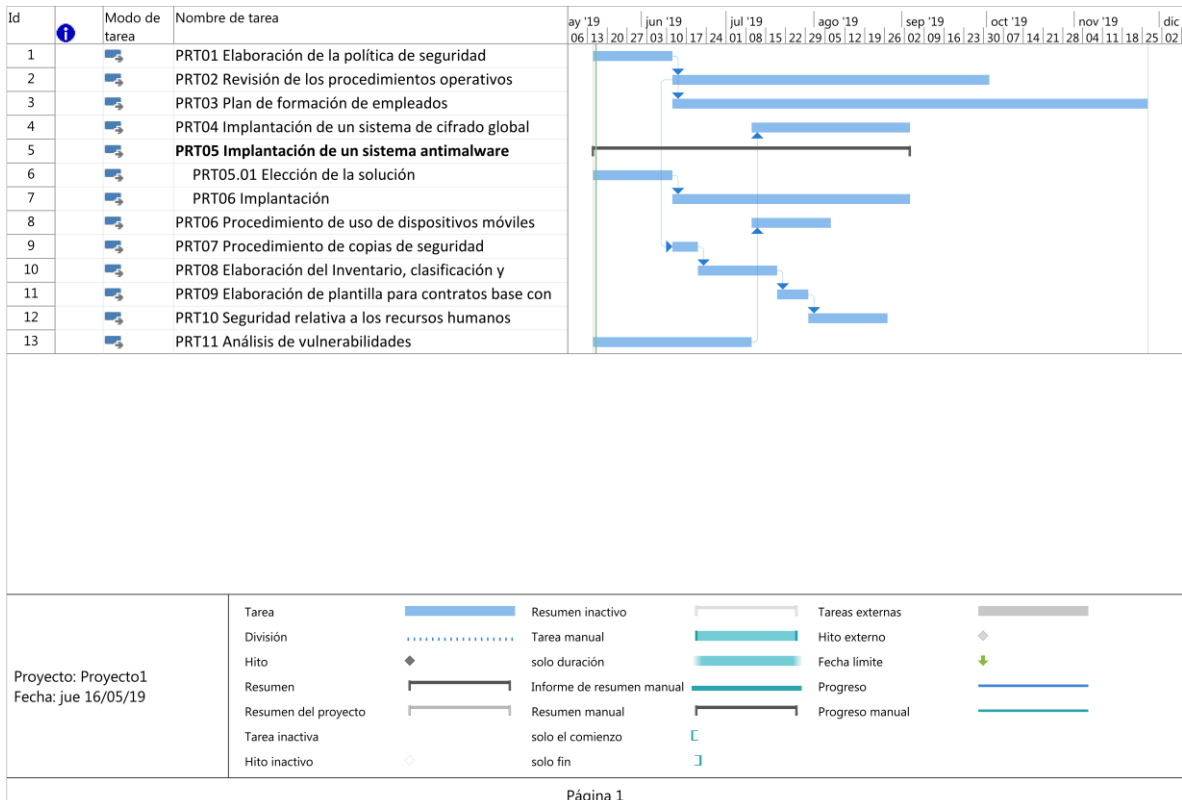 Id Modo de tarea Nombre de tarea
ay '19 jun '19 jul '19 ago '19 sep '19 oct '19 nov '19 dic
06 13 20 27 03 10 17 24 01 08 15 22 29 05 12 19 26 02 09 16 23 30 07 14 21 28 04 11 18 25 02
1 PRT01 Elaboración de la política de seguridad
2 PRT02 Revisión de los procedimientos operativos
3 PRT03 Plan de formación de empleados
4 PRT04 Implantación de un sistema de cifrado global
5 PRT05 Implantación de un sistema antimalware
6 PRT05.01 Elección de la solución
7 PRT06 Implantación
8 PRT06 Procedimiento de uso de dispositivos móviles
9 PRT07 Procedimiento de copias de seguridad
10 PRT08 Elaboración del Inventario, clasificación y
11 PRT09 Elaboración de plantilla para contratos base con
12 PRT10 Seguridad relativa a los recursos humanos
13 PRT11 Análisis de vulnerabilidades
Proyecto: Proyecto1
Fecha: jue 16/05/19
Tarea
División
Hito
Resumen
Resumen del proyecto
Tarea inactiva
Hito inactivo
Resumen inactivo
Tarea manual
solo duración
Informe de resumen manual
Resumen manual
solo el comienzo
solo fin
Tareas externas
Hito externo
Fecha límite
Progreso
Progreso manual
Página 1